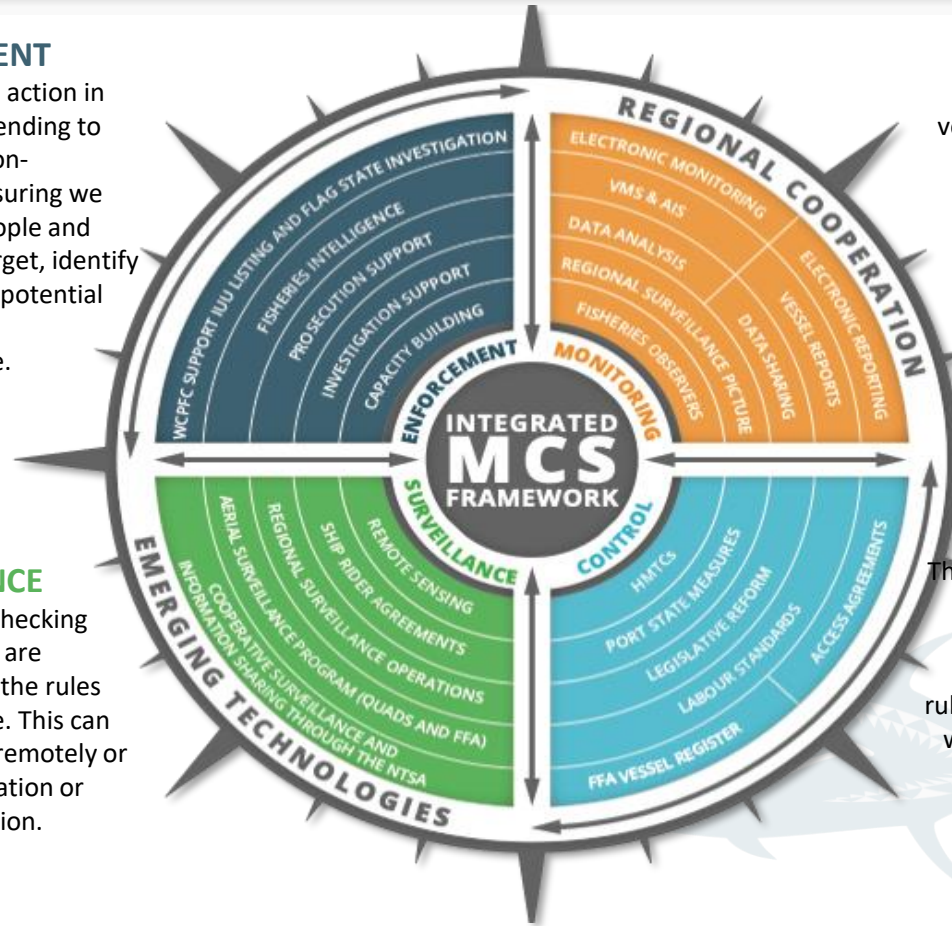 ENT
action in
ending to
on-
suring we
ople and
rget, identify
potential
e.
NCE
hecking
are
the rules
e. This can
remotely or
ation or
ion.
REGIONAL COOPERATION
EMERGING TECHNOLOGIES
INTEGRATED
MCS
FRAMEWORK
ENFORCEMENT
WCPFC SUPPORT IUU LISTING AND FLAG STATE INVESTIGATION
FISHERIES INTELLIGENCE
PROSECUTION SUPPORT
INVESTIGATION SUPPORT
CAPACITY BUILDING
MONITORING
ELECTRONIC MONITORING
ELECTRONIC REPORTING
VMS & AIS
VESSEL REPORTS
DATA ANALYSIS
DATA SHARING
REGIONAL SURVEILLANCE PICTURE
FISHERIES OBSERVERS
SURVEILLANCE
REMOTE SENSING
SHIP RIDER AGREEMENTS
REGIONAL SURVEILLANCE OPERATIONS
AERIAL SURVEILLANCE PROGRAM (QUADS AND FFA)
COOPERATIVE SURVEILLANCE AND
INFORMATION SHARING THROUGH THE NTSA
CONTROL
HMTCs
PORT STATE MEASURES
LEGISLATIVE REFORM
LABOUR STANDARDS
ACCESS AGREEMENTS
FFA VESSEL REGISTER
ve
Th
rul
w